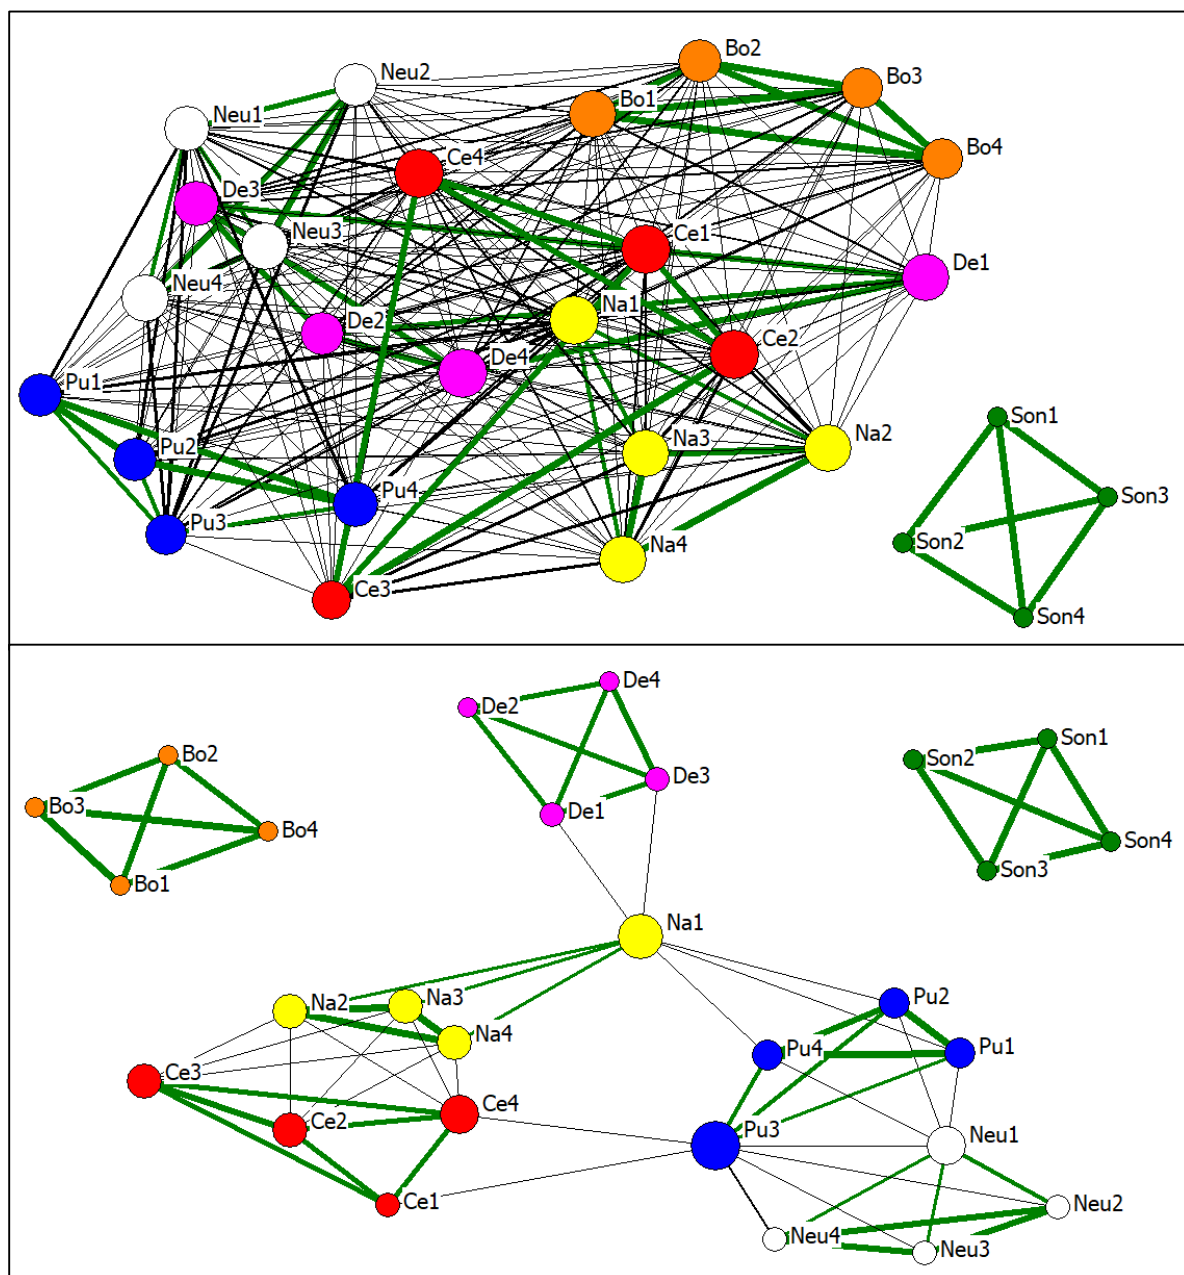 Bo2
Neu2
Bo3
Bo1
Neu1
Bo4
Ce4
De3
Neu3
Ce1
De1
Neu4
Na1
De2
De4
Ce2
Pu1
Son1
Pu2
Na3
Na2
Pu4
Son3
Pu3
Na4
Son2
Ce3
Son4
De4
De2
Son1
Bo2
Son2
De3
Bo3
De1
Bo4
Son4
Son3
Bo1
Na1
Na3
Na2
Pu2
Na4
Pu4
Pu1
Ce3
Ce4
Ce2
Pu3
Neu1
Ce1
Neu2
Neu4
Neu3